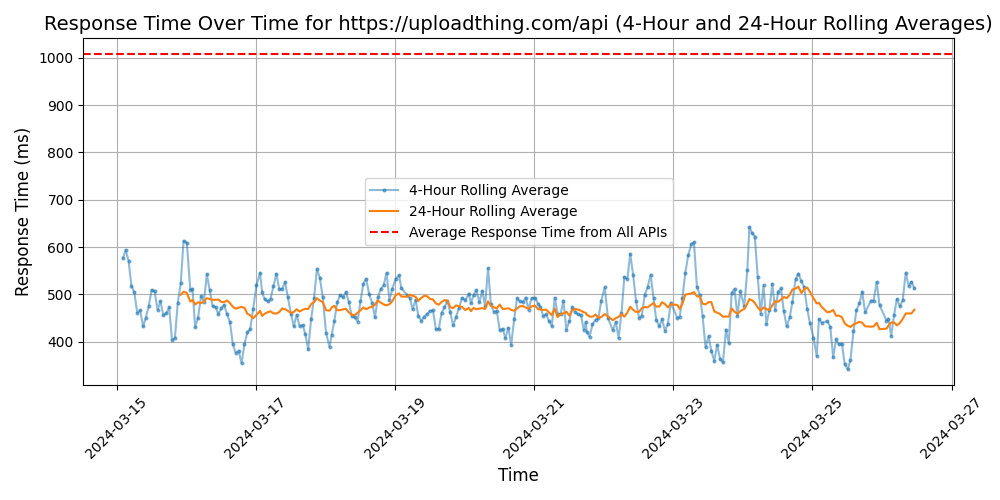 Response Time Over Time for https://uploadthing.com/api (4-Hour and 24-Hour Rolling Averages)
Response Time (ms)
1000
900
800
700
600
500
400
4-Hour Rolling Average
24-Hour Rolling Average
Average Response Time from All APIs
2024-03-15
2024-03-17
2024-03-19
2024-03-21
2024-03-23
2024-03-25
2024-03-27
Time